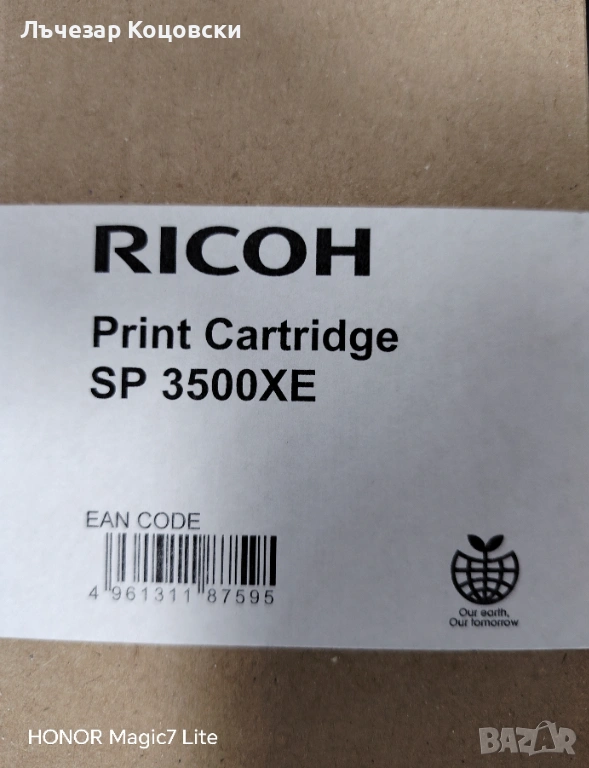 Лъчезар Коцовски
RICOH
Print Cartridge
SP 3500XE
EAN CODE
4 961311 87595
Our earth,
Our tomorrow
HONOR Magic7 Lite
BAZAR